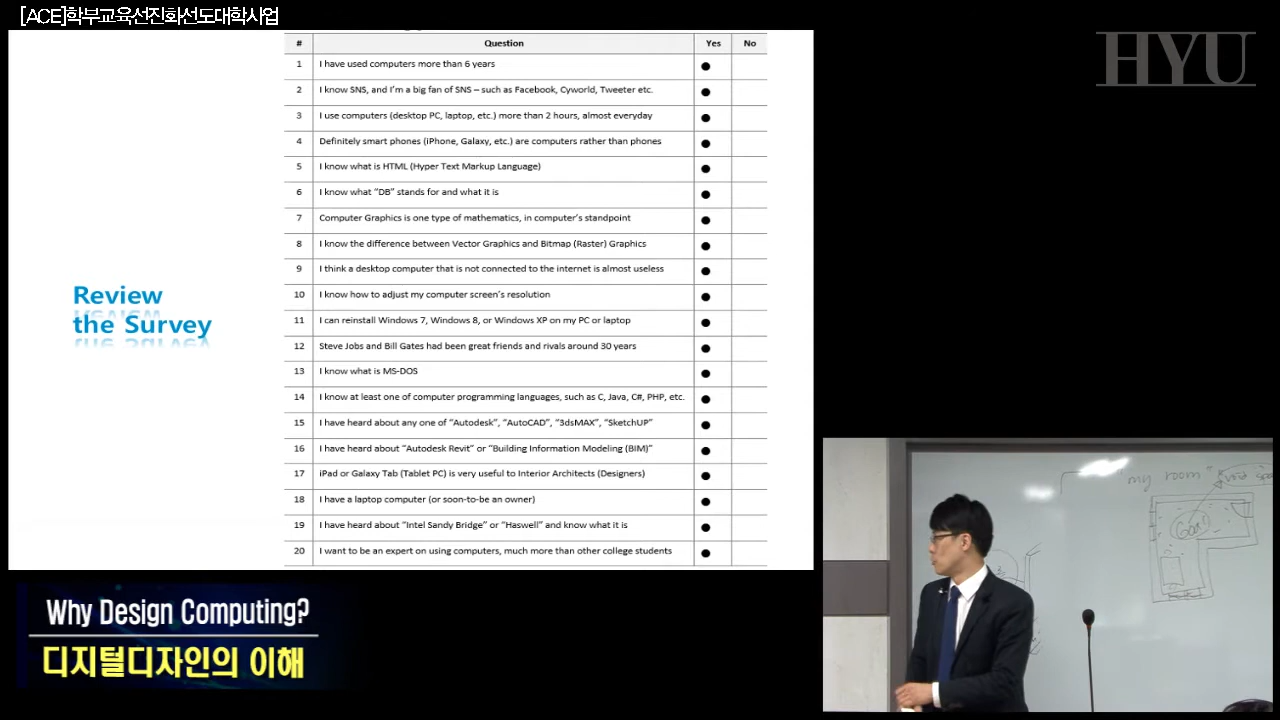 [ACE]학부교육선진화선도대학사업
HYU
# Question Yes No
1 I have used computers more than 6 years
2 I know SNS, and I'm a big fan of SNS – such as Facebook, Cyworld, Tweeter etc.
3 I use computers (desktop PC, laptop, etc.) more than 2 hours, almost everyday
4 Definitely smart phones (iPhone, Galaxy, etc.) are computers rather than phones
5 I know what is HTML (Hyper Text Markup Language)
6 I know what “DB” stands for and what it is
7 Computer Graphics is one type of mathematics, in computer's standpoint
8 I know the difference between Vector Graphics and Bitmap (Raster) Graphics
9 I think a desktop computer that is not connected to the internet is almost useless
10 I know how to adjust my computer screen's resolution
11 I can reinstall Windows 7, Windows 8, or Windows XP on my PC or laptop
12 Steve Jobs and Bill Gates had been great friends and rivals around 30 years
13 I know what is MS-DOS
14 I know at least one of computer programming languages, such as C, Java, C#, PHP, etc.
15 I have heard about any one of “Autodesk”, “AutoCAD”, “3dsMAX”, “SketchUP”
16 I have heard about “Autodesk Revit” or “Building Information Modeling (BIM)”
17 iPad or Galaxy Tab (Tablet PC) is very useful to Interior Architects (Designers)
18 I have a laptop computer (or soon-to-be an owner)
19 I have heard about “Intel Sandy Bridge” or “Haswell” and know what it is
20 I want to be an expert on using computers, much more than other college students
Review
the Survey
my room
Why Design Computing?
디지털디자인의 이해